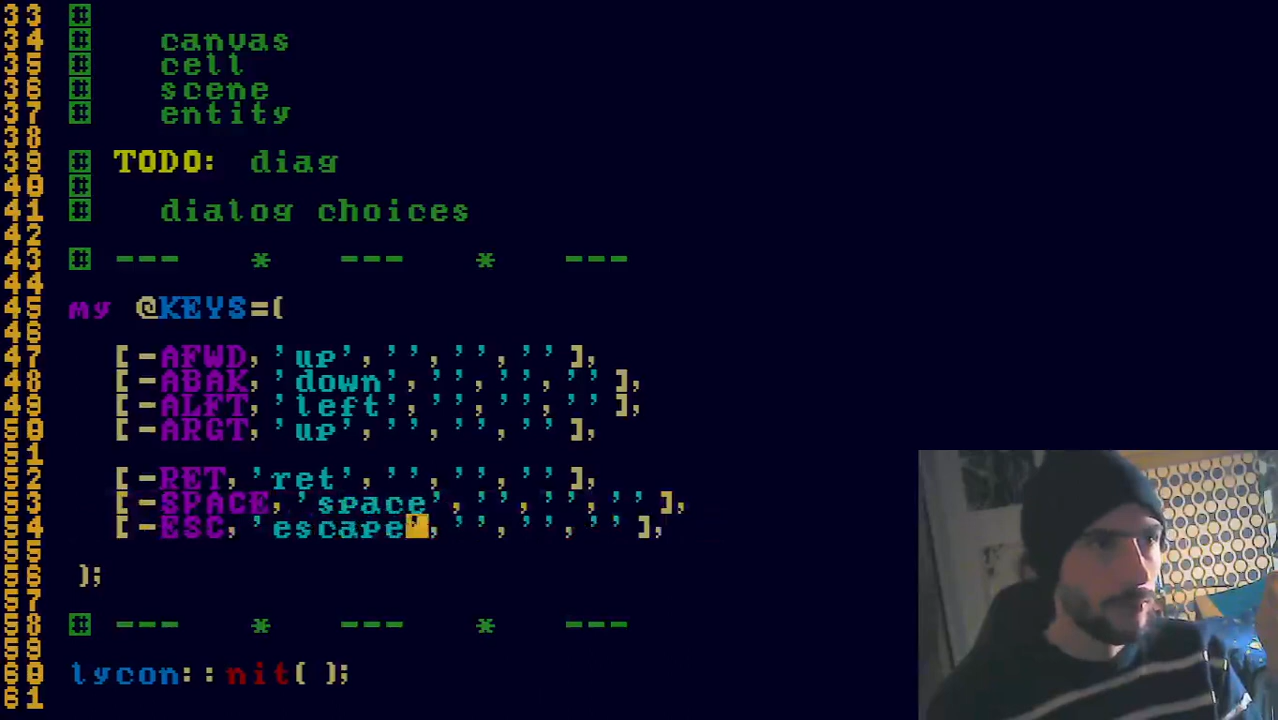 33 #
34 #   canvas
35 #   cell
36 #   scene
37 #   entity
38
39 # TODO: diag
40 #
41 #   dialog choices
42
43 # ---   *   ---   *   ---
44
45 my @KEYS=(
46
47   [-AFWD,'up','','',''],
48   [-ABAK,'down','','',''],
49   [-ALFT,'left','','',''],
50   [-ARGT,'up','','',''],
51
52   [-RET,'ret','','',''],
53   [-SPACE,'space','','',''],
54   [-ESC,'escape','','',''],
55
56 );
57
58 # ---   *   ---   *   ---
59
60 lycon::nit();
61